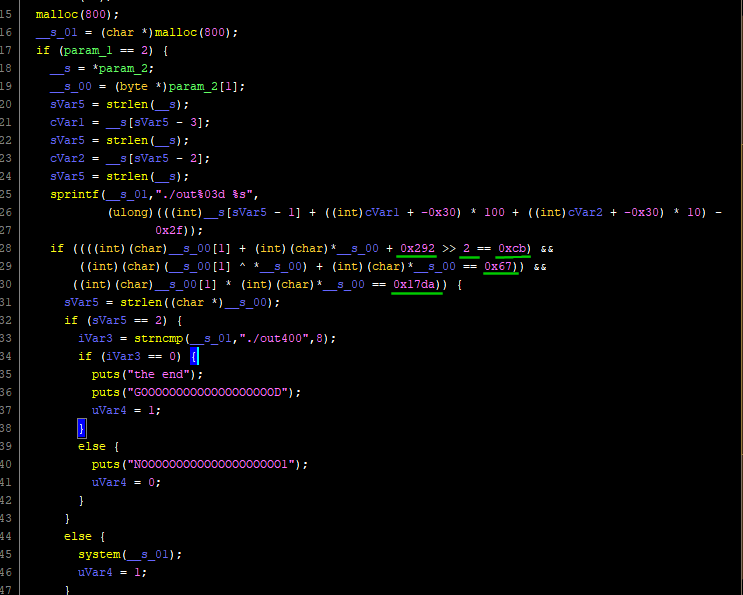 15 malloc(800);
16 __s_01 = (char *)malloc(800);
17 if (param_1 == 2) {
18 __s = *param_2;
19 __s_00 = (byte *)param_2[1];
20 sVar5 = strlen(__s);
21 cVar1 = __s[sVar5 - 3];
22 sVar5 = strlen(__s);
23 cVar2 = __s[sVar5 - 2];
24 sVar5 = strlen(__s);
25 sprintf(__s_01,"./out%03d %s",
26 (ulong)(((int)__s[sVar5 - 1] + ((int)cVar1 + -0x30) * 100 + ((int)cVar2 + -0x30) * 10) -
27 0x2f));
28 if ((((int)(char)__s_00[1] + (int)(char)*__s_00 + 0x292 >> 2 == 0xcb) &&
29 ((int)(char)(__s_00[1] ^ *__s_00) + (int)(char)*__s_00 == 0x67)) &&
30 ((int)(char)__s_00[1] * (int)(char)*__s_00 == 0x17da)) {
31 sVar5 = strlen((char *)__s_00);
32 if (sVar5 == 2) {
33 iVar3 = strncmp(__s_01,"./out400",8);
34 if (iVar3 == 0) {
35 puts("the end");
36 puts("GOOOOOOOOOOOOOOOOOOOD");
37 uVar4 = 1;
38 }
39 else {
40 puts("NOOOOOOOOOOOOOOOOOOOO1");
41 uVar4 = 0;
42 }
43 }
44 else {
45 system(__s_01);
46 uVar4 = 1;
47 }